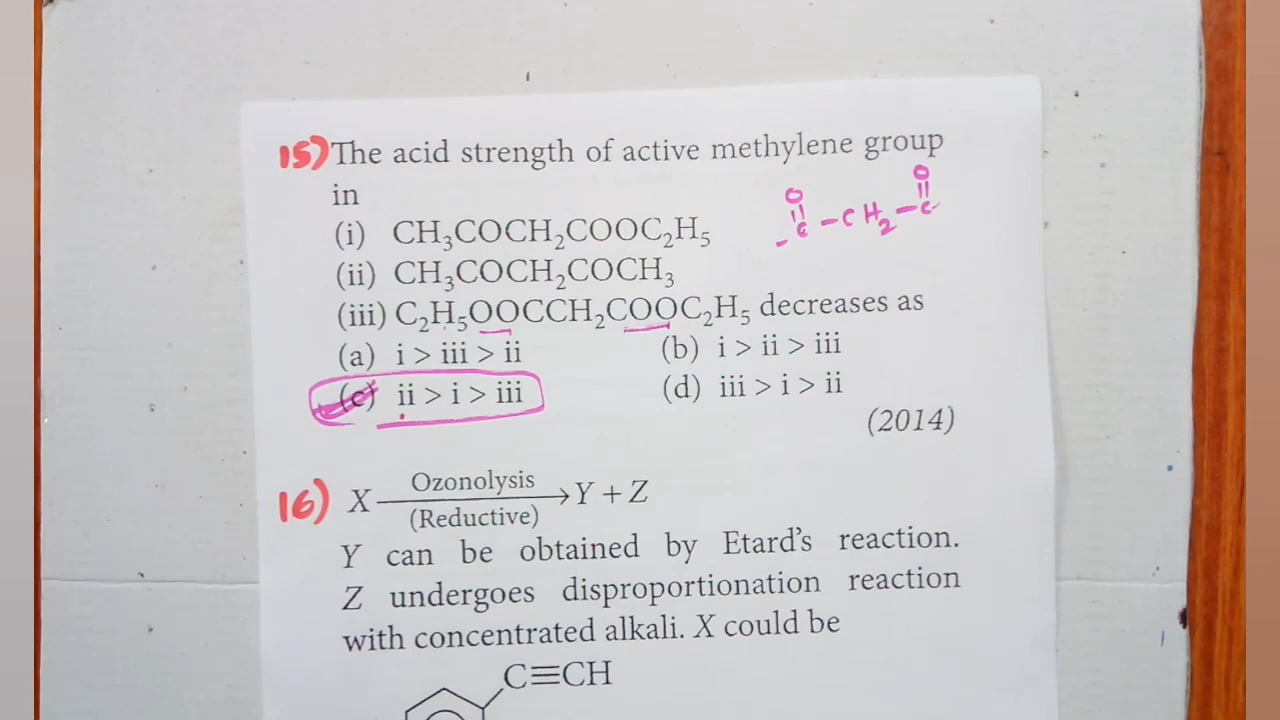 15) The acid strength of active methylene group
in
(i) CH₃COCH₂COOC₂H₅
O O
|| ||
-C-CH₂-C-
(ii) CH₃COCH₂COCH₃
(iii) C₂H₅OOCCH₂COOC₂H₅ decreases as
(a) i > iii > ii (b) i > ii > iii
(c) ii > i > iii (d) iii > i > ii
(2014)
16) X Ozonolysis (Reductive) → Y + Z
Y can be obtained by Etard’s reaction.
Z undergoes disproportionation reaction
with concentrated alkali. X could be
C≡CH